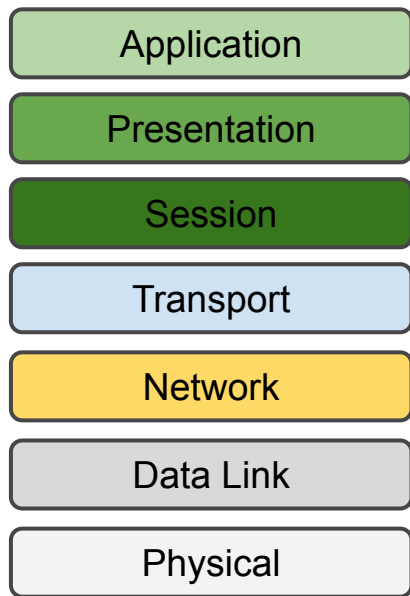 Application
Presentation
Session
Transport
Network
Data Link
Physical